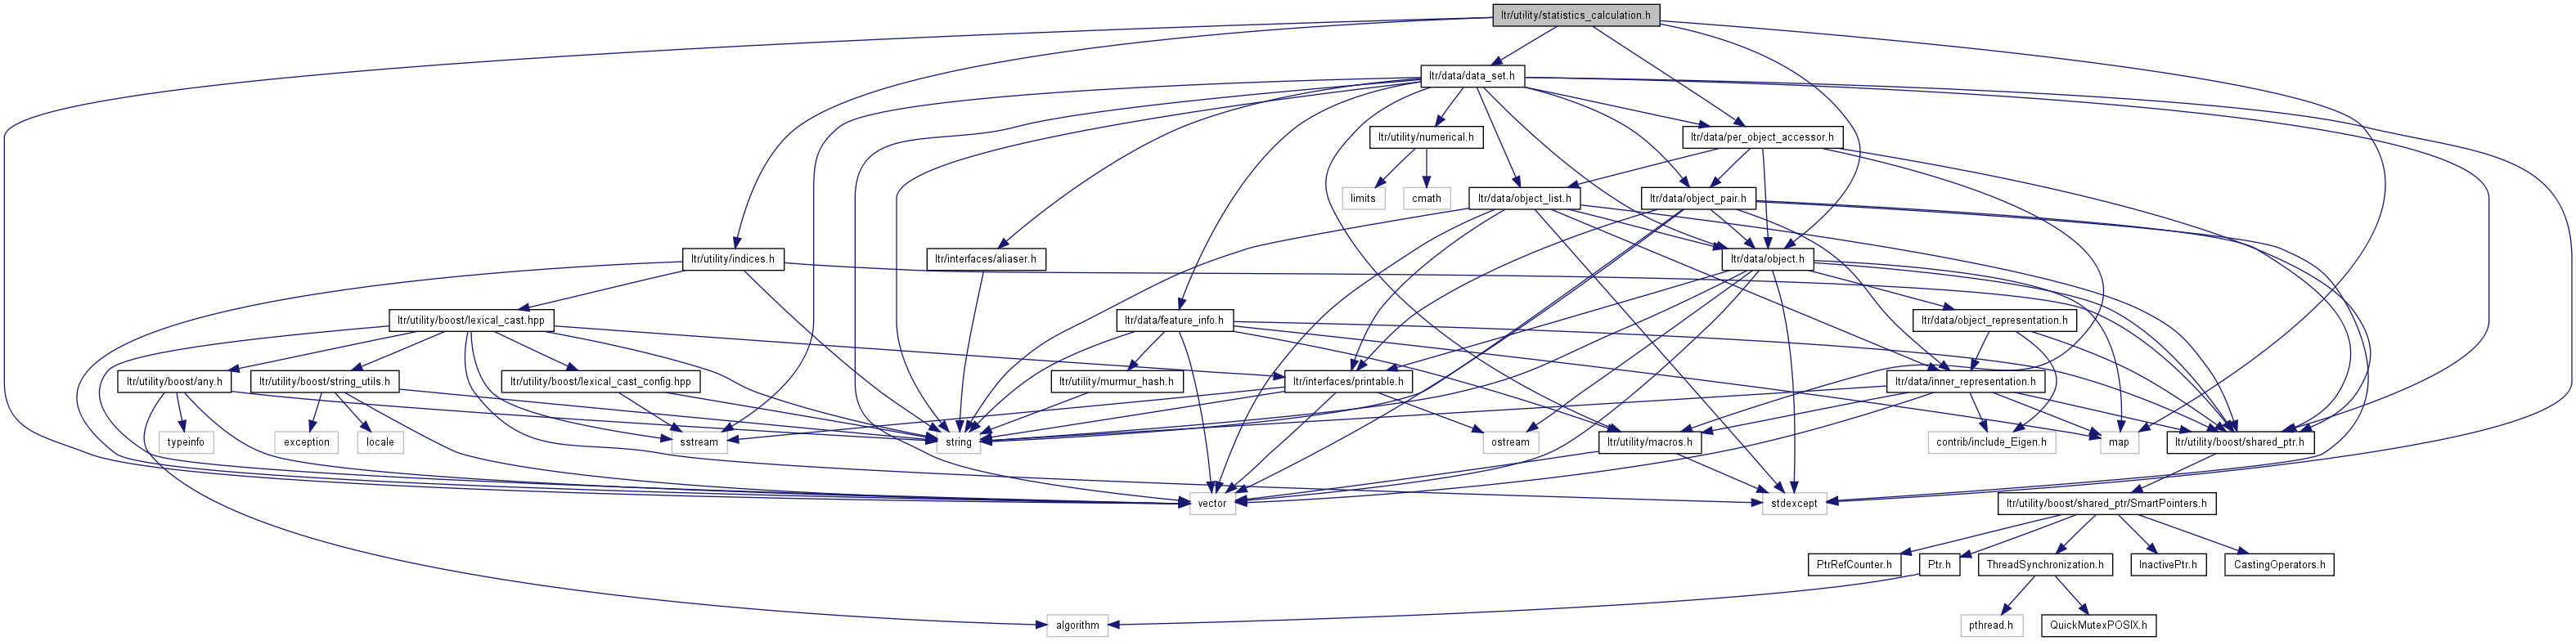 ltr/utility/statistics_calculation.h
ltr/data/data_set.h
ltr/utility/numerical.h
ltr/data/per_object_accessor.h
limits
cmath
ltr/data/object_list.h
ltr/data/object_pair.h
ltr/utility/indices.h
ltr/interfaces/aliaser.h
ltr/data/object.h
ltr/utility/boost/lexical_cast.hpp
ltr/data/feature_info.h
ltr/data/object_representation.h
ltr/utility/boost/any.h
ltr/utility/boost/string_utils.h
ltr/utility/boost/lexical_cast_config.hpp
ltr/utility/murmur_hash.h
ltr/interfaces/printable.h
ltr/data/inner_representation.h
typeinfo
exception
locale
sstream
string
ostream
ltr/utility/macros.h
contrib/include_Eigen.h
map
ltr/utility/boost/shared_ptr.h
vector
stdexcept
ltr/utility/boost/shared_ptr/SmartPointers.h
PtrRefCounter.h
Ptr.h
ThreadSynchronization.h
InactivePtr.h
CastingOperators.h
algorithm
pthread.h
QuickMutexPOSIX.h